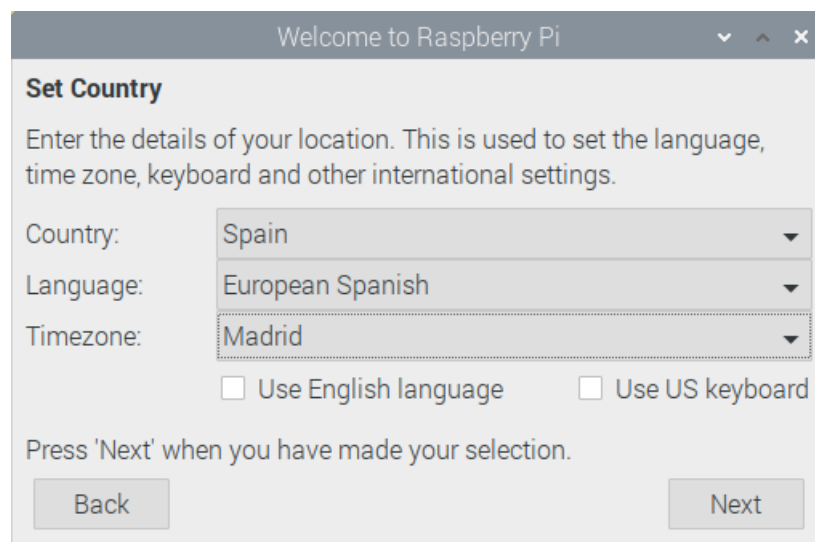 Welcome to Raspberry Pi
Set Country
Enter the details of your location. This is used to set the language,
time zone, keyboard and other international settings.
Country: Spain
Language: European Spanish
Timezone: Madrid
Use English language Use US keyboard
Press 'Next' when you have made your selection.
Back Next